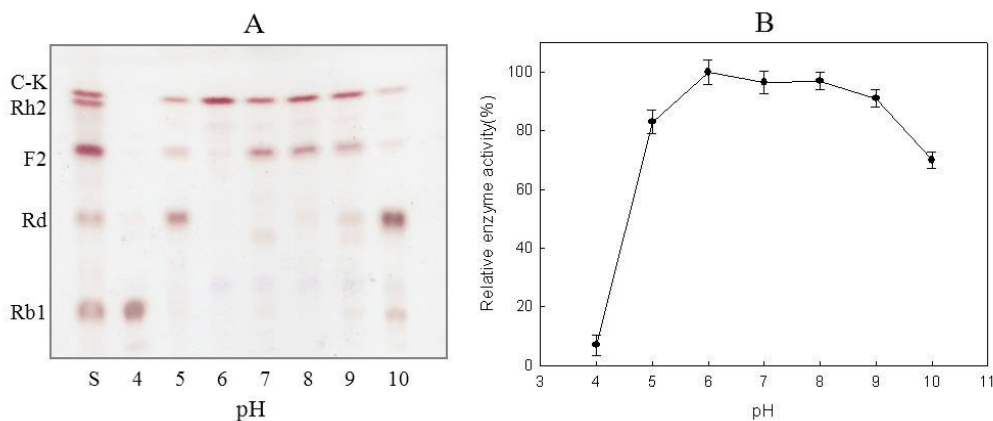 A
C-K
Rh2
F2
Rd
Rb1
S 4 5 6 7 8 9 10
pH
B
Relative enzyme activity(%)
100
80
60
40
20
0
3 4 5 6 7 8 9 10 11
pH